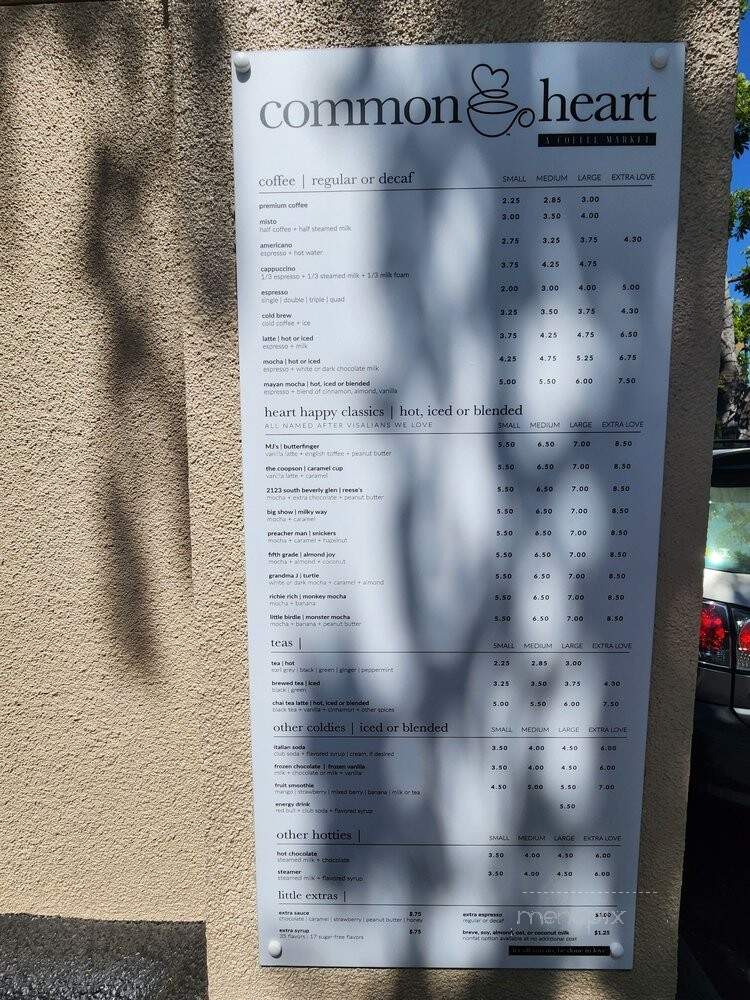 common heart
A COFFEE MARKET
coffee | regular or decaf SMALL MEDIUM LARGE EXTRA LOVE
premium coffee 2.25 2.85 3.00
misto 3.00 3.50 4.00
half coffee + half steamed milk
americano 2.75 3.25 3.75 4.30
espresso + hot water
cappuccino 3.75 4.25 4.75
1/3 espresso + 1/3 steamed milk + 1/3 milk foam
espresso 2.00 3.00 4.00 5.00
single | double | triple | quad
cold brew 3.25 3.50 3.75 4.30
cold coffee + ice
latte | hot or iced 3.75 4.25 4.75 6.50
espresso + milk
mocha | hot or iced 4.25 4.75 5.25 6.75
espresso + white or dark chocolate milk
mayan mocha | hot, iced or blended 5.00 5.50 6.00 7.50
espresso + blend of cinnamon, almond, vanilla
heart happy classics | hot, iced or blended
ALL NAMED AFTER VISALIANS WE LOVE SMALL MEDIUM LARGE EXTRA LOVE
MJ's | butterfinger 5.50 6.50 7.00 8.50
vanilla latte + english toffee + peanut butter
the coopson | caramel cup 5.50 6.50 7.00 8.50
vanilla latte + caramel
2123 south beverly glen | reese's 5.50 6.50 7.00 8.50
mocha + extra chocolate + peanut butter
big show | milky way 5.50 6.50 7.00 8.50
mocha + caramel
preacher man | snickers 5.50 6.50 7.00 8.50
mocha + caramel + hazelnut
fifth grade | almond joy 5.50 6.50 7.00 8.50
mocha + almond + coconut
grandma J | turtle 5.50 6.50 7.00 8.50
white or dark mocha + caramel + almond
richie rich | monkey mocha 5.50 6.50 7.00 8.50
mocha + banana
little birdie | monster mocha 5.50 6.50 7.00 8.50
mocha + banana + peanut butter
teas | SMALL MEDIUM LARGE EXTRA LOVE
tea | hot 2.25 2.85 3.00
earl grey | black | green | ginger | peppermint
brewed tea | iced 3.25 3.50 3.75 4.30
black | green
chai tea latte | hot, iced or blended 5.00 5.50 6.00 7.50
black tea + vanilla + cinnamon + other spices
other coldies | iced or blended SMALL MEDIUM LARGE EXTRA LOVE
italian soda 3.50 4.00 4.50 6.00
club soda + flavored syrup | cream, if desired
frozen chocolate | frozen vanilla 3.50 4.00 4.50 6.00
milk + chocolate or milk + vanilla
fruit smoothie 4.50 5.00 5.50 7.00
mango | strawberry | mixed berry | banana | milk or tea
energy drink 5.50
red bull + club soda + flavored syrup
other hotties | SMALL MEDIUM LARGE EXTRA LOVE
hot chocolate 3.50 4.00 4.50 6.00
steamed milk + chocolate
steamer 3.50 4.00 4.50 6.00
steamed milk + flavored syrup
little extras |
extra sauce $.75 extra espresso $1.00
chocolate | caramel | strawberry | peanut butter | honey regular or decaf
extra syrup $.75 breve, soy, almond, oat, or coconut milk $1.25
35 flavors | 17 sugar-free flavors nonfat option available at no additional cost